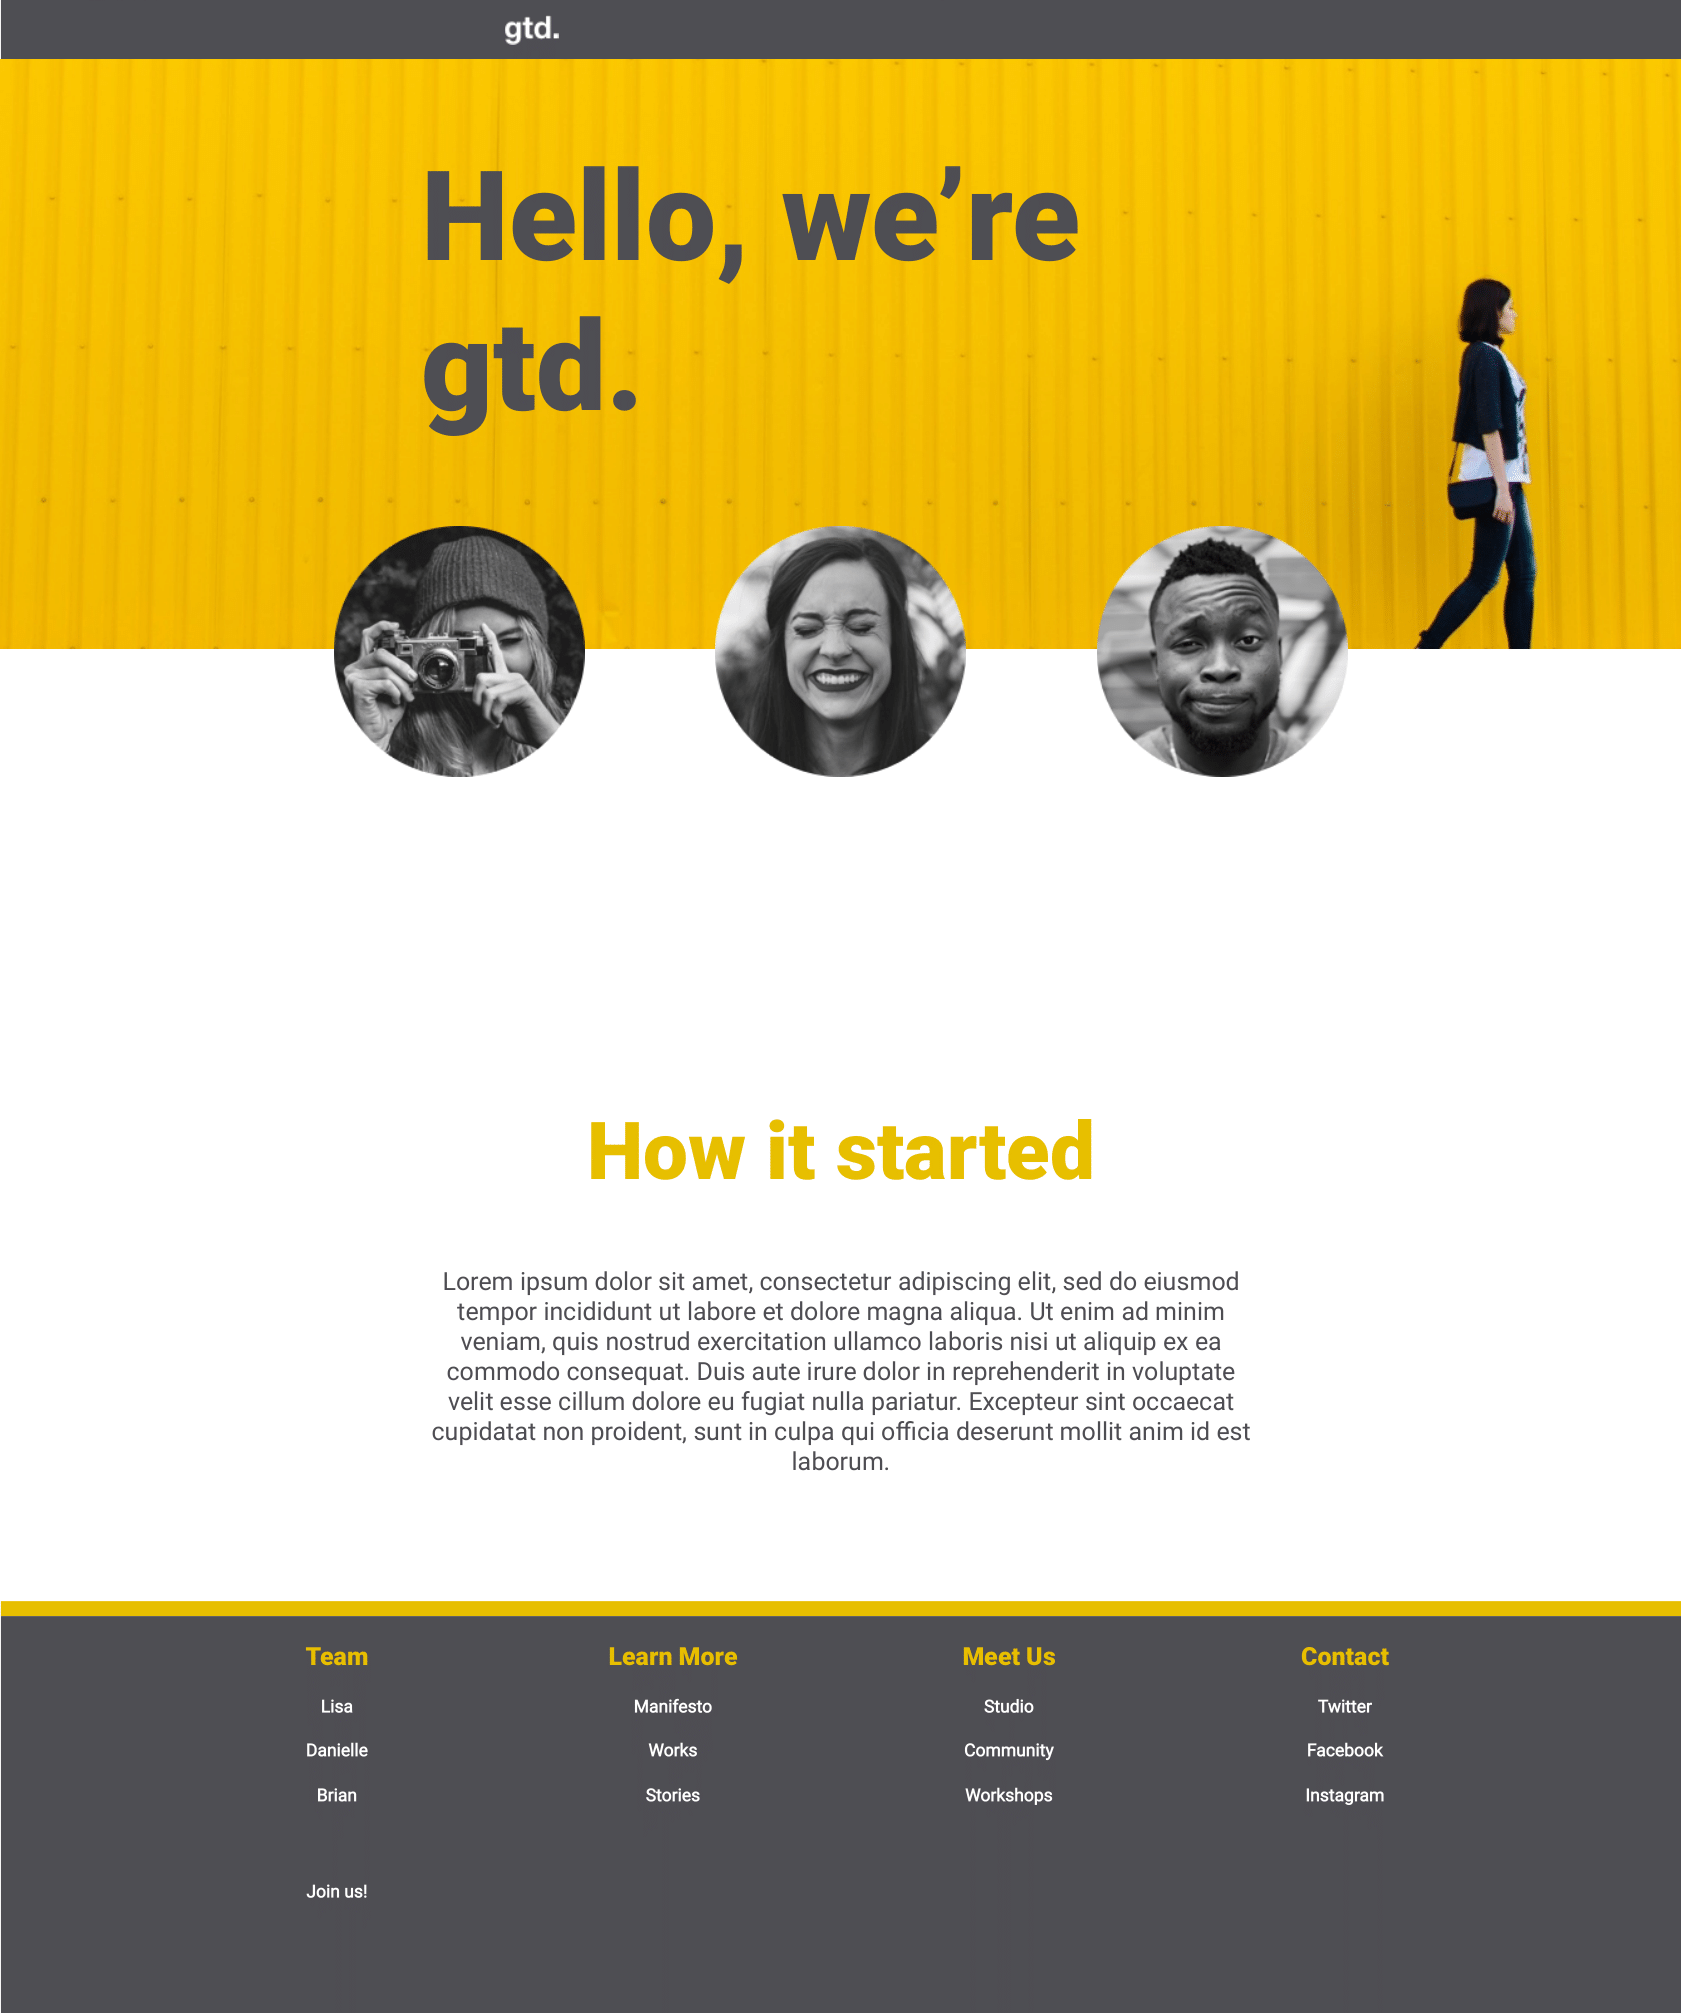 gtd.
Hello, we’re
gtd.
How it started
Lorem ipsum dolor sit amet, consectetur adipiscing elit, sed do eiusmod
tempor incididunt ut labore et dolore magna aliqua. Ut enim ad minim
veniam, quis nostrud exercitation ullamco laboris nisi ut aliquip ex ea
commodo consequat. Duis aute irure dolor in reprehenderit in voluptate
velit esse cillum dolore eu fugiat nulla pariatur. Excepteur sint occaecat
cupidatat non proident, sunt in culpa qui officia deserunt mollit anim id est
laborum.
Team
Lisa
Danielle
Brian
Join us!
Learn More
Manifesto
Works
Stories
Meet Us
Studio
Community
Workshops
Contact
Twitter
Facebook
Instagram